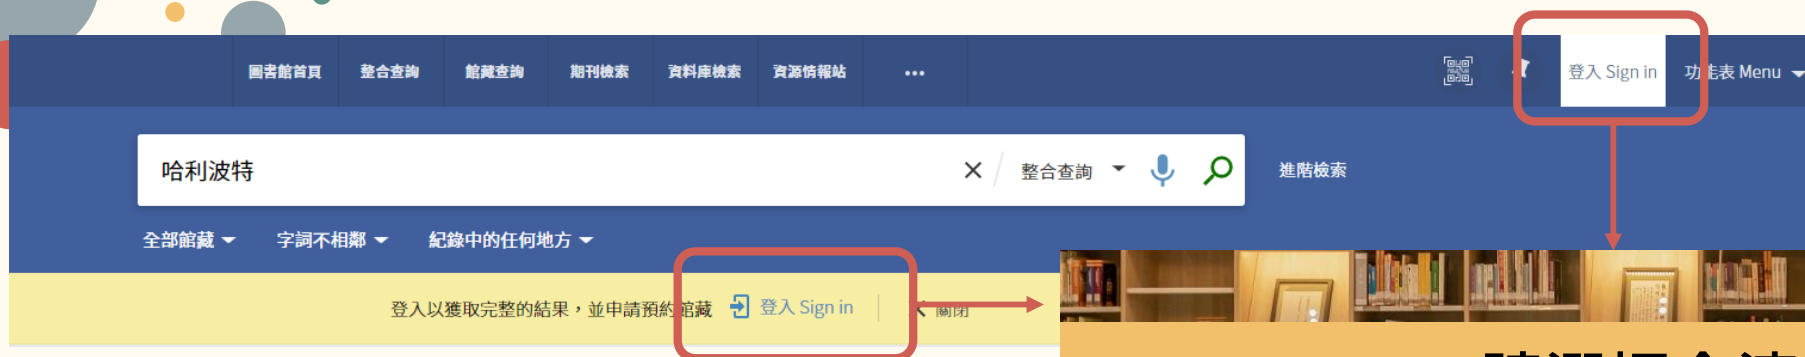 圖書館首頁 整合查詢 館藏查詢 期刊檢索 資料庫檢索 資源情報站 ••• 登入 Sign in 功能表 Menu
哈利波特 整合查詢 進階檢索
全部館藏 字詞不相鄰 紀錄中的任何地方
登入以獲取完整的結果，並申請預約館藏 登入 Sign in 關閉